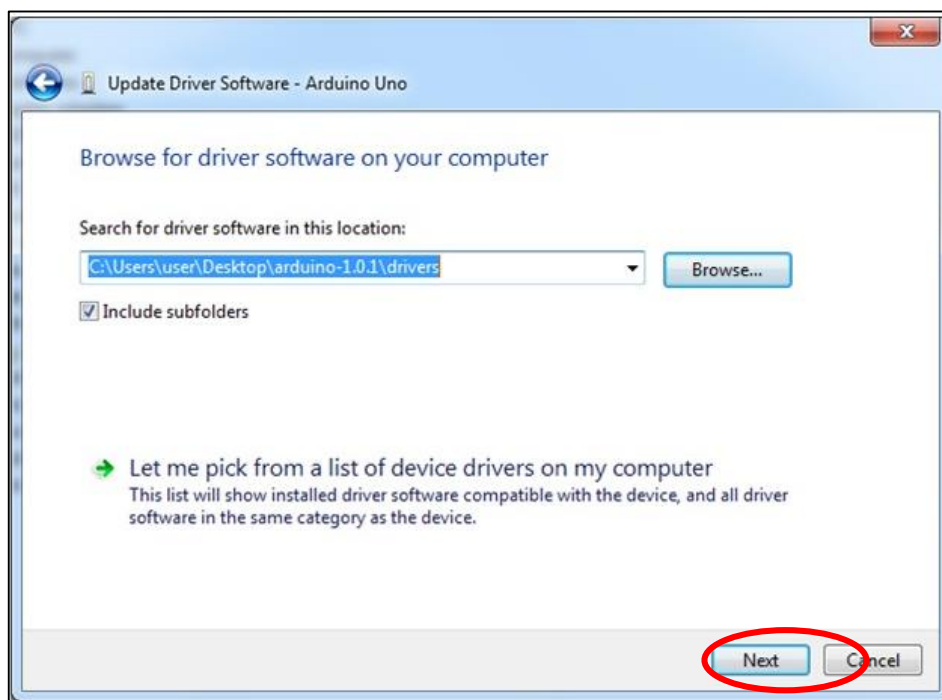 Update Driver Software - Arduino Uno
Browse for driver software on your computer
Search for driver software in this location:
C:\Users\user\Desktop\arduino-1.0.1\drivers
Browse...
Include subfolders
Let me pick from a list of device drivers on my computer
This list will show installed driver software compatible with the device, and all driver
software in the same category as the device.
Next
Cancel